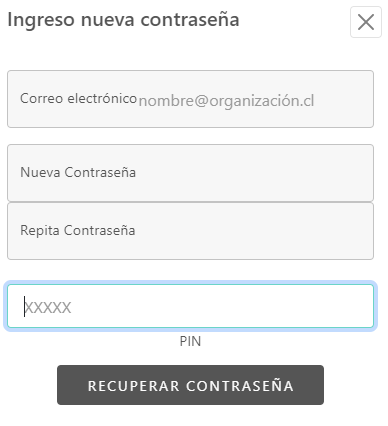 Ingreso nueva contraseña
Correo electrónico nombre@organización.cl
Nueva Contraseña
Repita Contraseña
XXXXX
PIN
RECUPERAR CONTRASEÑA